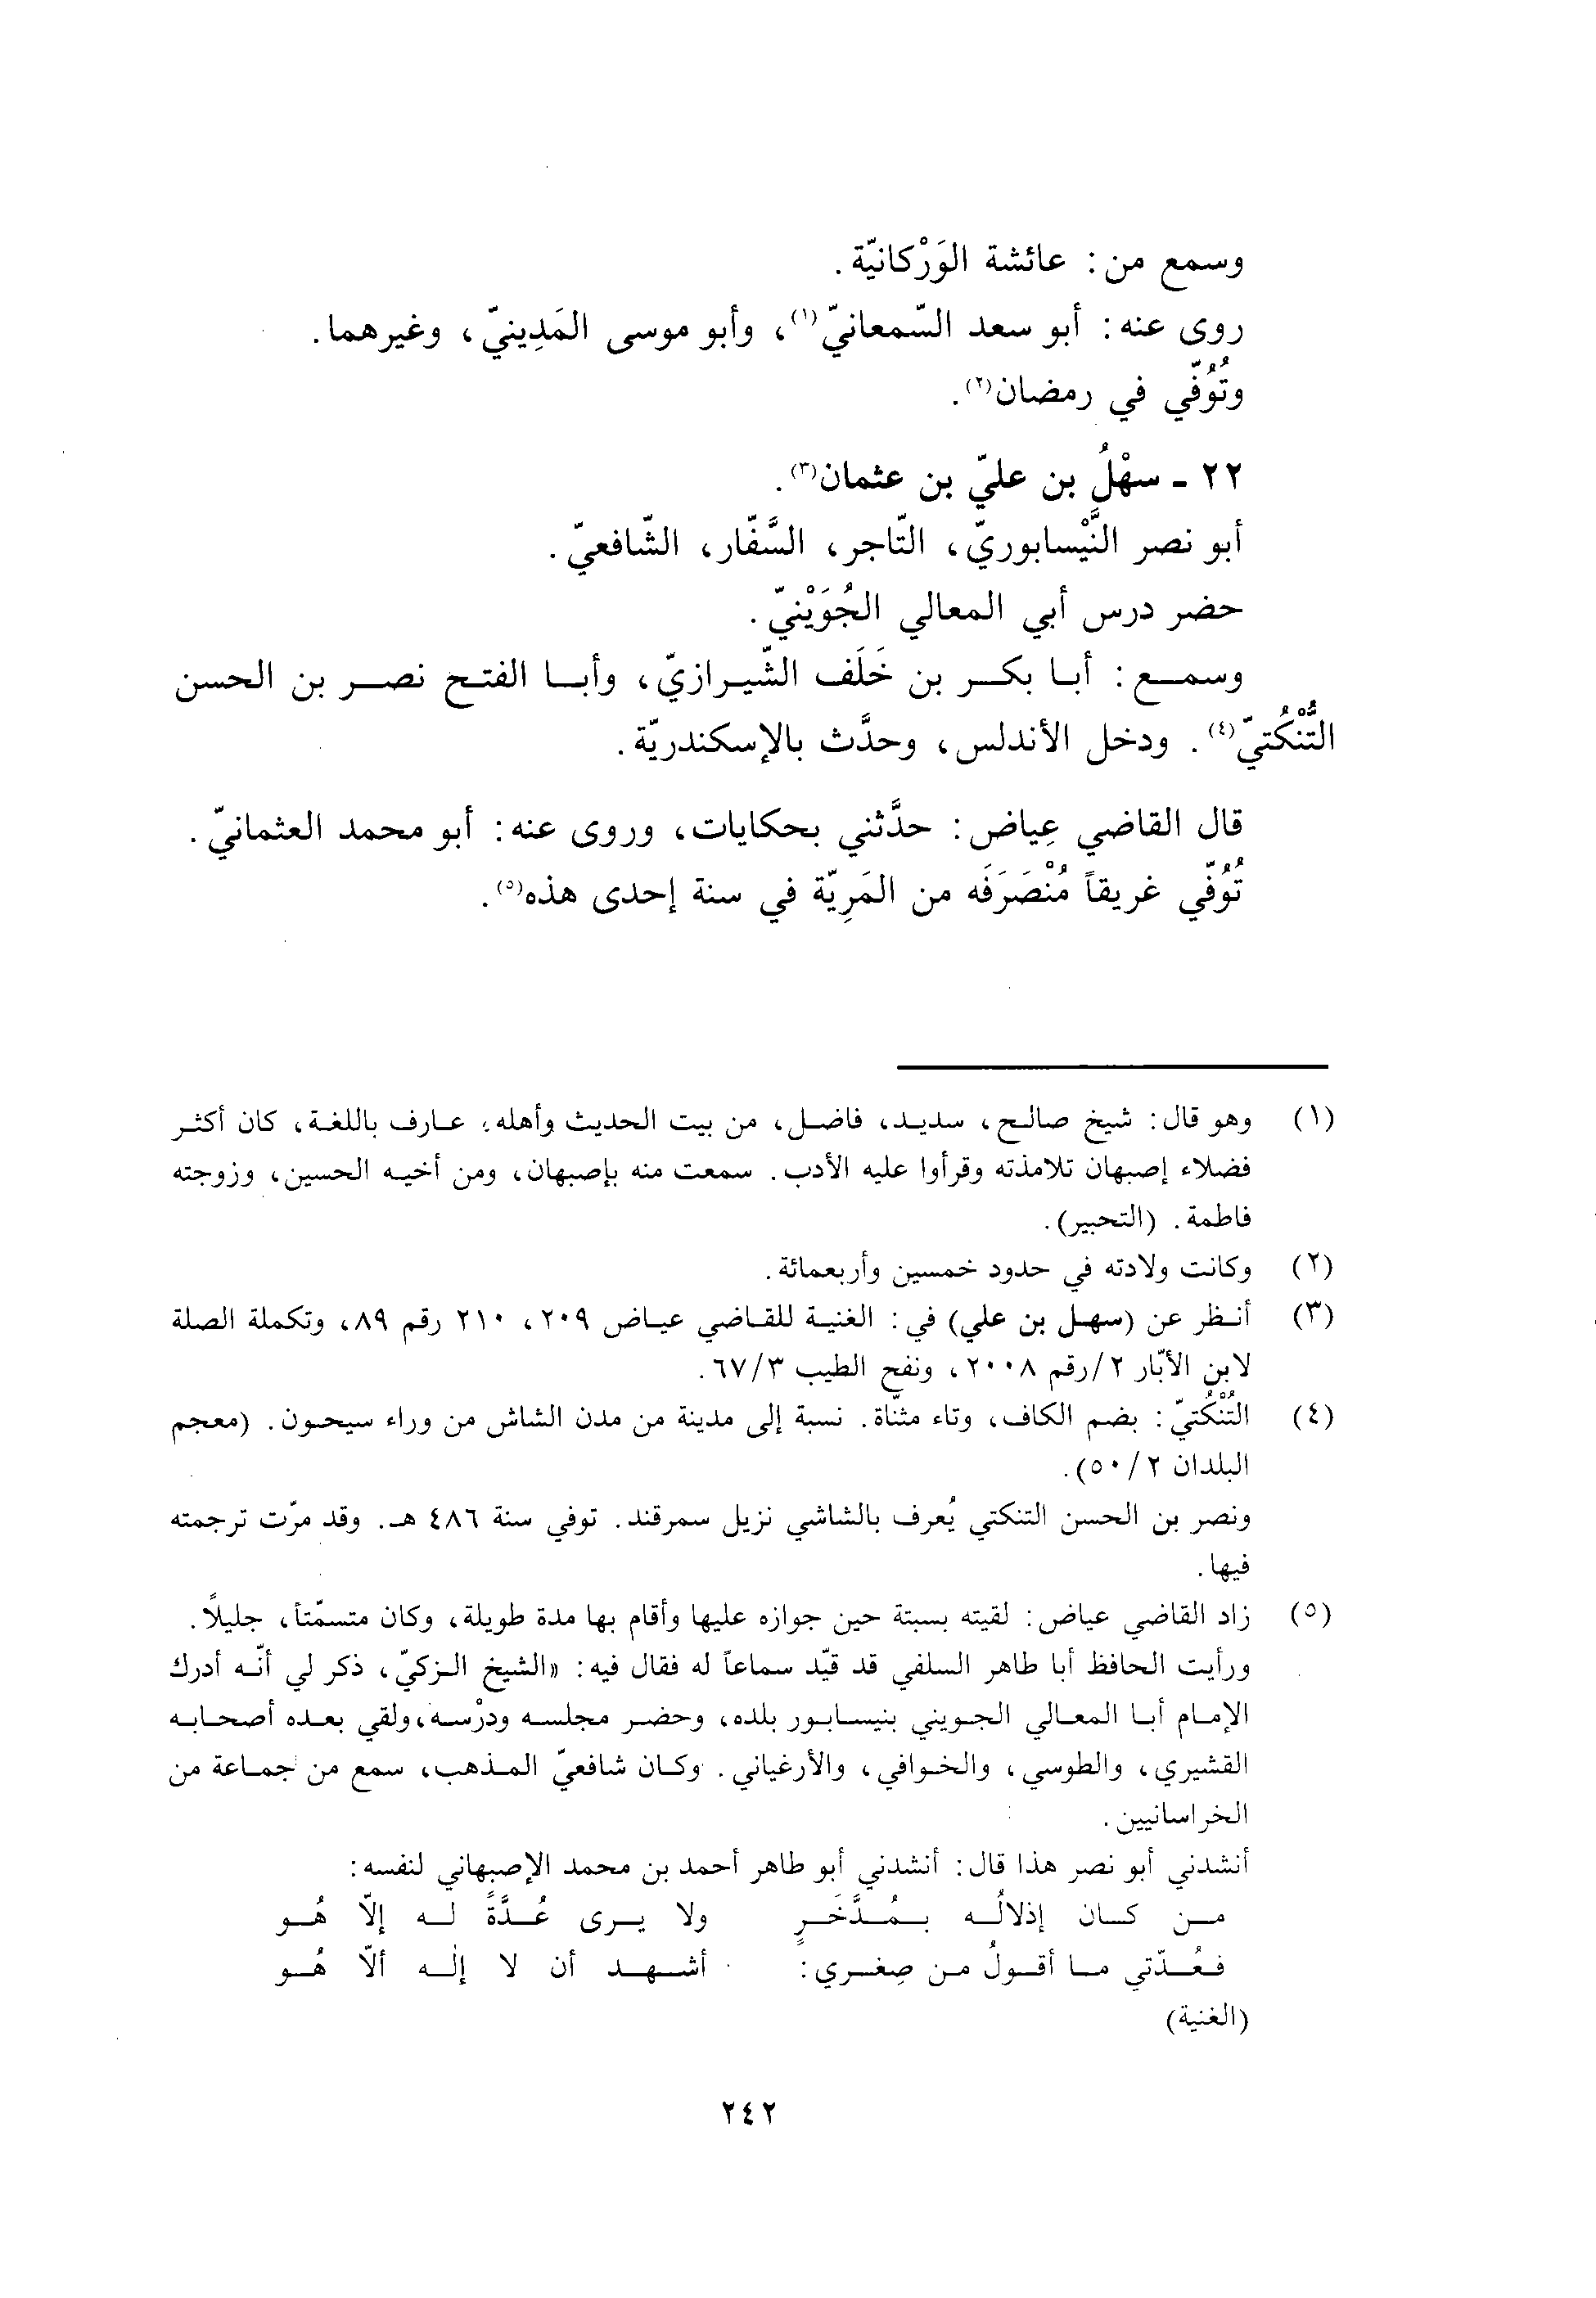 وسمع من: عائشة الوَرْكانيّة.
روى عنه: أبو سعد السّمعانيّ(١)، وأبو موسى المَدِينيّ، وغيرهما.
وتُوُفّي في رمضان(٢).
٢٢ ـ سهْلُ بن عليّ بن عثمان(٣).
أبو نصر النَّيْسابوريّ، التّاجر، السَّفّار، الشّافعيّ.
حضر درس أبي المعالي الجُوَيْنيّ.
وسمع: أبا بكر بن خَلَف الشّيرازيّ، وأبا الفتح نصر بن الحسن
التُّنْكُتيّ(٤). ودخل الأندلس، وحدَّث بالإسكندريّة.
قال القاضي عِياض: حدَّثني بحكايات، وروى عنه: أبو محمد العثمانيّ.
تُوُفّي غريقاً مُنْصَرَفَه من المَرِيّة في سنة إحدى هذه(٥).
(١) وهو قال: شيخ صالح، سديد، فاضل، من بيت الحديث وأهله، عارف باللغة، كان أكثر
فضلاء إصبهان تلامذته وقرأوا عليه الأدب. سمعت منه بإصبهان، ومن أخيه الحسين، وزوجته
فاطمة. (التحبير).
(٢) وكانت ولادته في حدود خمسين وأربعمائة.
(٣) أنظر عن (سهل بن علي) في: الغنية للقاضي عياض ٢٠٩، ٢١٠ رقم ٨٩، وتكملة الصلة
لابن الأبّار ٢/رقم ٢٠٠٨، ونفح الطيب ٦٧/٣.
(٤) التُنْكُتيّ: بضم الكاف، وتاء مثنّاة. نسبة إلى مدينة من مدن الشاش من وراء سيحون. (معجم
البلدان ٥٠/٢).
ونصر بن الحسن التنكتي يُعرف بالشاشي نزيل سمرقند. توفي سنة ٤٨٦ هـ. وقد مرّت ترجمته
فيها.
(٥) زاد القاضي عياض: لقيته بسبتة حين جوازه عليها وأقام بها مدة طويلة، وكان متسمّتاً، جليلاً.
ورأيت الحافظ أبا طاهر السلفي قد قيّد سماعاً له فقال فيه: «الشيخ الزكيّ، ذكر لي أنّه أدرك
الإمام أبا المعالي الجويني بنيسابور بلده، وحضر مجلسه ودرْسه، ولقي بعده أصحابه
القشيري، والطوسي، والخوافي، والأرغياني. وكان شافعيّ المذهب، سمع من جماعة من
الخراسانيين.
أنشدني أبو نصر هذا قال: أنشدني أبو طاهر أحمد بن محمد الإصبهاني لنفسه:
من كان إذلالُه بمُدَّخَرٍ ولا يرى عُدَّةً له إلّا هُو
فعُدّتي ما أقولُ من صِغري: أشهد أن لا إله ألّا هُو
(الغنية)
٢٤٢